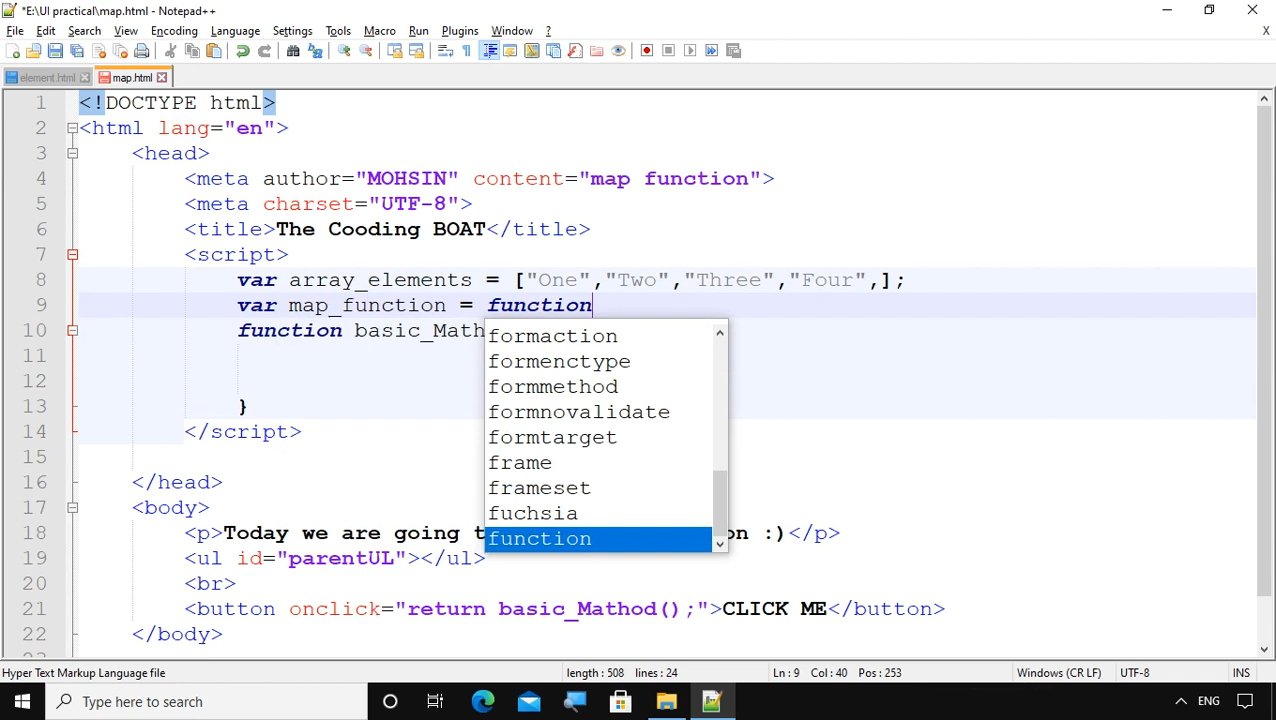 *E:\UI practical\map.html - Notepad++
File Edit Search View Encoding Language Settings Tools Macro Run Plugins Window ? X
element.html map.html
1 <!DOCTYPE html>
2 <html lang="en">
3 <head>
4 <meta author="MOHSIN" content="map function">
5 <meta charset="UTF-8">
6 <title>The Cooding BOAT</title>
7 <script>
8 var array_elements = ["One","Two","Three","Four",];
9 var map_function = function
10 function basic_Math
11
12
13 }
14 </script>
15
16 </head>
17 <body>
18 <p>Today we are going t on :)</p>
19 <ul id="parentUL"></ul>
20 <br>
21 <button onclick="return basic_Mathod();">CLICK ME</button>
22 </body>
formaction
formenctype
formmethod
formnovalidate
formtarget
frame
frameset
fuchsia
function
Hyper Text Markup Language file length : 508 lines : 24 Ln : 9 Col : 40 Pos : 253 Windows (CR LF) UTF-8 INS
Type here to search ENG